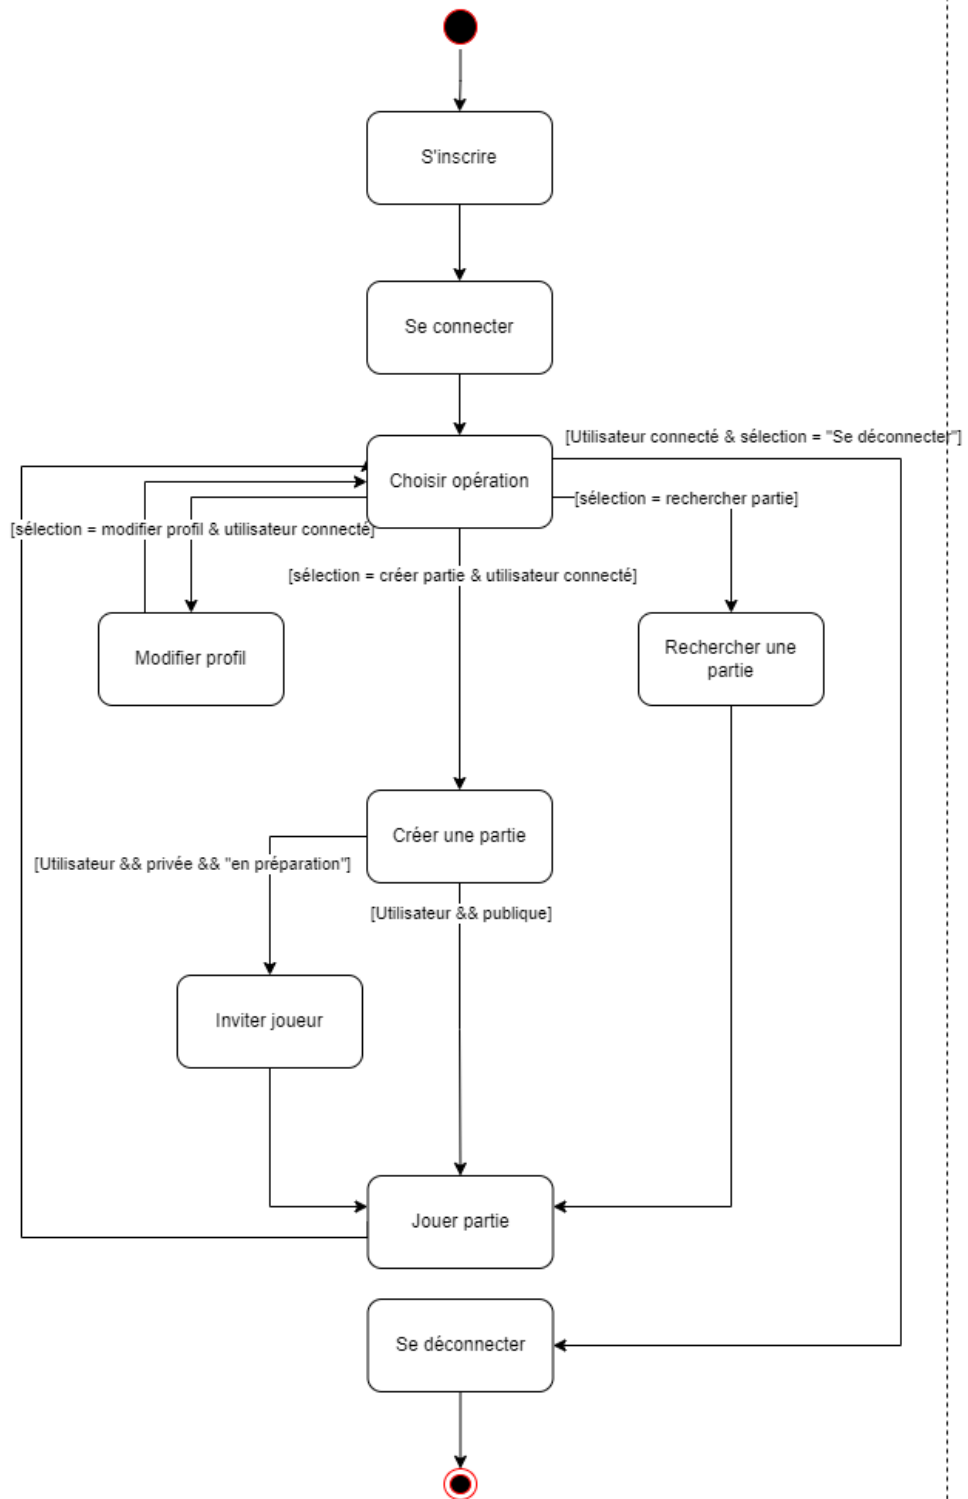 S'inscrire
Se connecter
[Utilisateur connecté & sélection = "Se déconnecter"]
Choisir opération
[sélection = rechercher partie]
[sélection = modifier profil & utilisateur connecté]
[sélection = créer partie & utilisateur connecté]
Modifier profil
Rechercher une
partie
Créer une partie
[Utilisateur && privée && "en préparation"]
[Utilisateur && publique]
Inviter joueur
Jouer partie
Se déconnecter